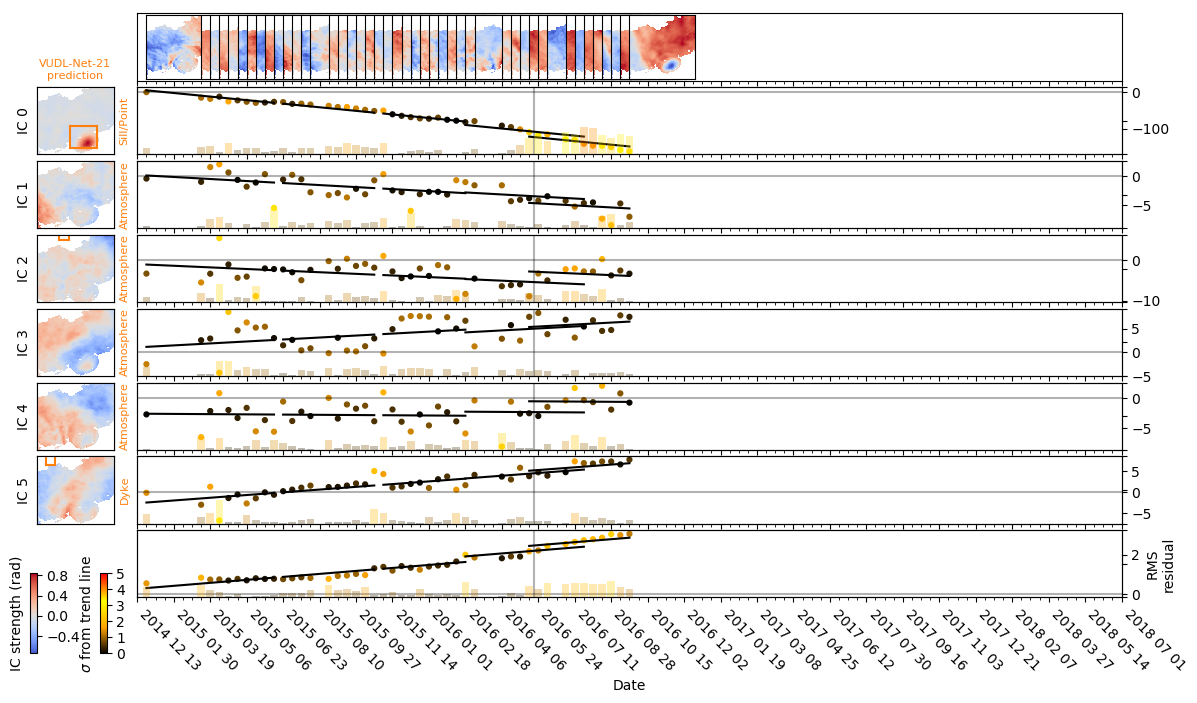 VUDL-Net-21
prediction
IC 0
Sill/Point
0
−100
IC 1
Atmosphere
0
−5
IC 2
Atmosphere
0
−10
IC 3
Atmosphere
5
0
−5
IC 4
Atmosphere
0
−5
IC 5
Dyke
5
0
−5
2
0
RMS
residual
IC strength (rad)
0.8
0.4
0.0
−0.4
σ from trend line
5
4
3
2
1
0
2014 12 13
2015 01 30
2015 03 19
2015 05 06
2015 06 23
2015 08 10
2015 09 27
2015 11 14
2016 01 01
2016 02 18
2016 04 06
2016 05 24
2016 07 11
2016 08 28
2016 10 15
2016 12 02
2017 01 19
2017 03 08
2017 04 25
2017 06 12
2017 07 30
2017 09 16
2017 11 03
2017 12 21
2018 02 07
2018 03 27
2018 05 14
2018 07 01
Date